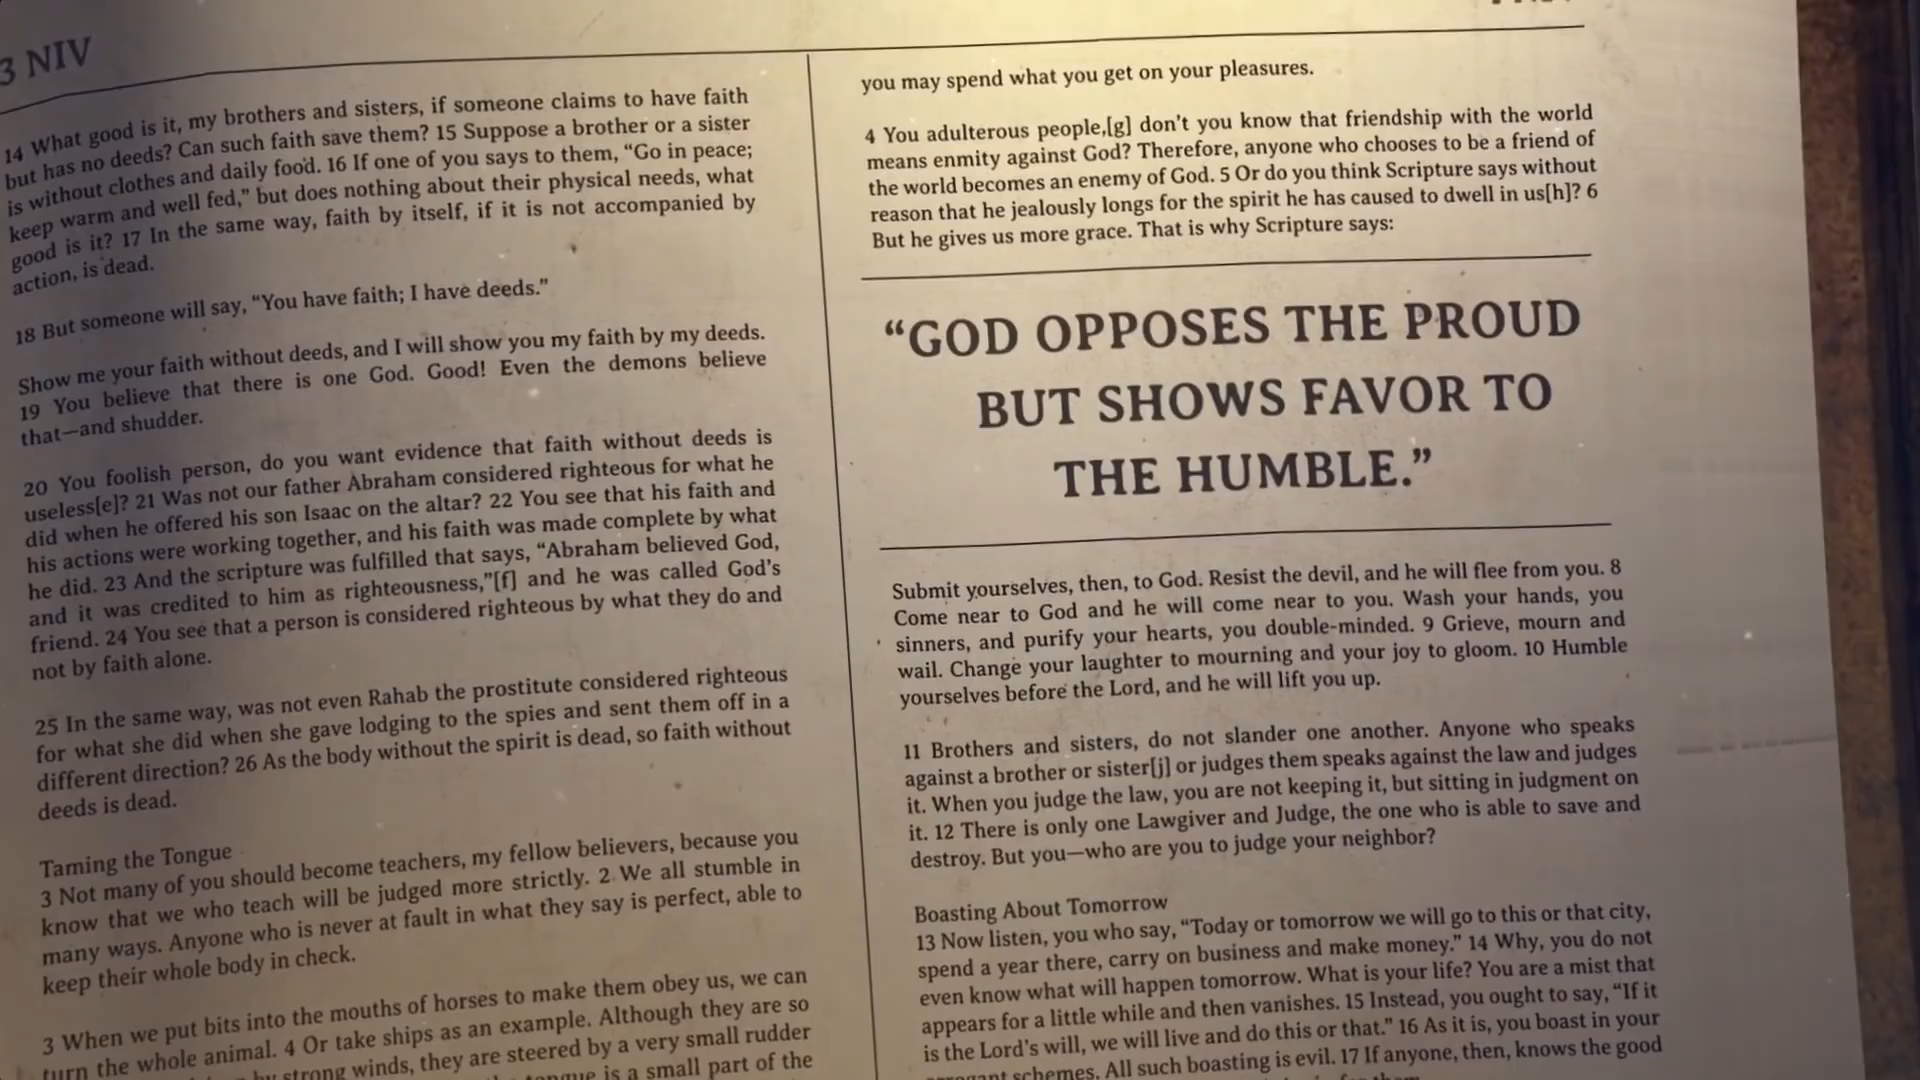 3 NIV
14 What good is it, my brothers and sisters, if someone claims to have faith
but has no deeds? Can such faith save them? 15 Suppose a brother or a sister
is without clothes and daily food. 16 If one of you says to them, “Go in peace;
keep warm and well fed,” but does nothing about their physical needs, what
good is it? 17 In the same way, faith by itself, if it is not accompanied by
action, is dead.
18 But someone will say, “You have faith; I have deeds.”
Show me your faith without deeds, and I will show you my faith by my deeds.
19 You believe that there is one God. Good! Even the demons believe
that—and shudder.
20 You foolish person, do you want evidence that faith without deeds is
useless[e]? 21 Was not our father Abraham considered righteous for what he
did when he offered his son Isaac on the altar? 22 You see that his faith and
his actions were working together, and his faith was made complete by what
he did. 23 And the scripture was fulfilled that says, “Abraham believed God,
and it was credited to him as righteousness,”[f] and he was called God’s
friend. 24 You see that a person is considered righteous by what they do and
not by faith alone.
25 In the same way, was not even Rahab the prostitute considered righteous
for what she did when she gave lodging to the spies and sent them off in a
different direction? 26 As the body without the spirit is dead, so faith without
deeds is dead.
Taming the Tongue
3 Not many of you should become teachers, my fellow believers, because you
know that we who teach will be judged more strictly. 2 We all stumble in
many ways. Anyone who is never at fault in what they say is perfect, able to
keep their whole body in check.
3 When we put bits into the mouths of horses to make them obey us, we can
turn the whole animal. 4 Or take ships as an example. Although they are so
by strong winds, they are steered by a very small rudder
tongue is a small part of the
you may spend what you get on your pleasures.
4 You adulterous people,[g] don’t you know that friendship with the world
means enmity against God? Therefore, anyone who chooses to be a friend of
the world becomes an enemy of God. 5 Or do you think Scripture says without
reason that he jealously longs for the spirit he has caused to dwell in us[h]? 6
But he gives us more grace. That is why Scripture says:
“GOD OPPOSES THE PROUD
BUT SHOWS FAVOR TO
THE HUMBLE.”
Submit yourselves, then, to God. Resist the devil, and he will flee from you. 8
Come near to God and he will come near to you. Wash your hands, you
sinners, and purify your hearts, you double-minded. 9 Grieve, mourn and
wail. Change your laughter to mourning and your joy to gloom. 10 Humble
yourselves before the Lord, and he will lift you up.
11 Brothers and sisters, do not slander one another. Anyone who speaks
against a brother or sister[j] or judges them speaks against the law and judges
it. When you judge the law, you are not keeping it, but sitting in judgment on
it. 12 There is only one Lawgiver and Judge, the one who is able to save and
destroy. But you—who are you to judge your neighbor?
Boasting About Tomorrow
13 Now listen, you who say, “Today or tomorrow we will go to this or that city,
spend a year there, carry on business and make money.” 14 Why, you do not
even know what will happen tomorrow. What is your life? You are a mist that
appears for a little while and then vanishes. 15 Instead, you ought to say, “If it
is the Lord’s will, we will live and do this or that.” 16 As it is, you boast in your
schemes. All such boasting is evil. 17 If anyone, then, knows the good